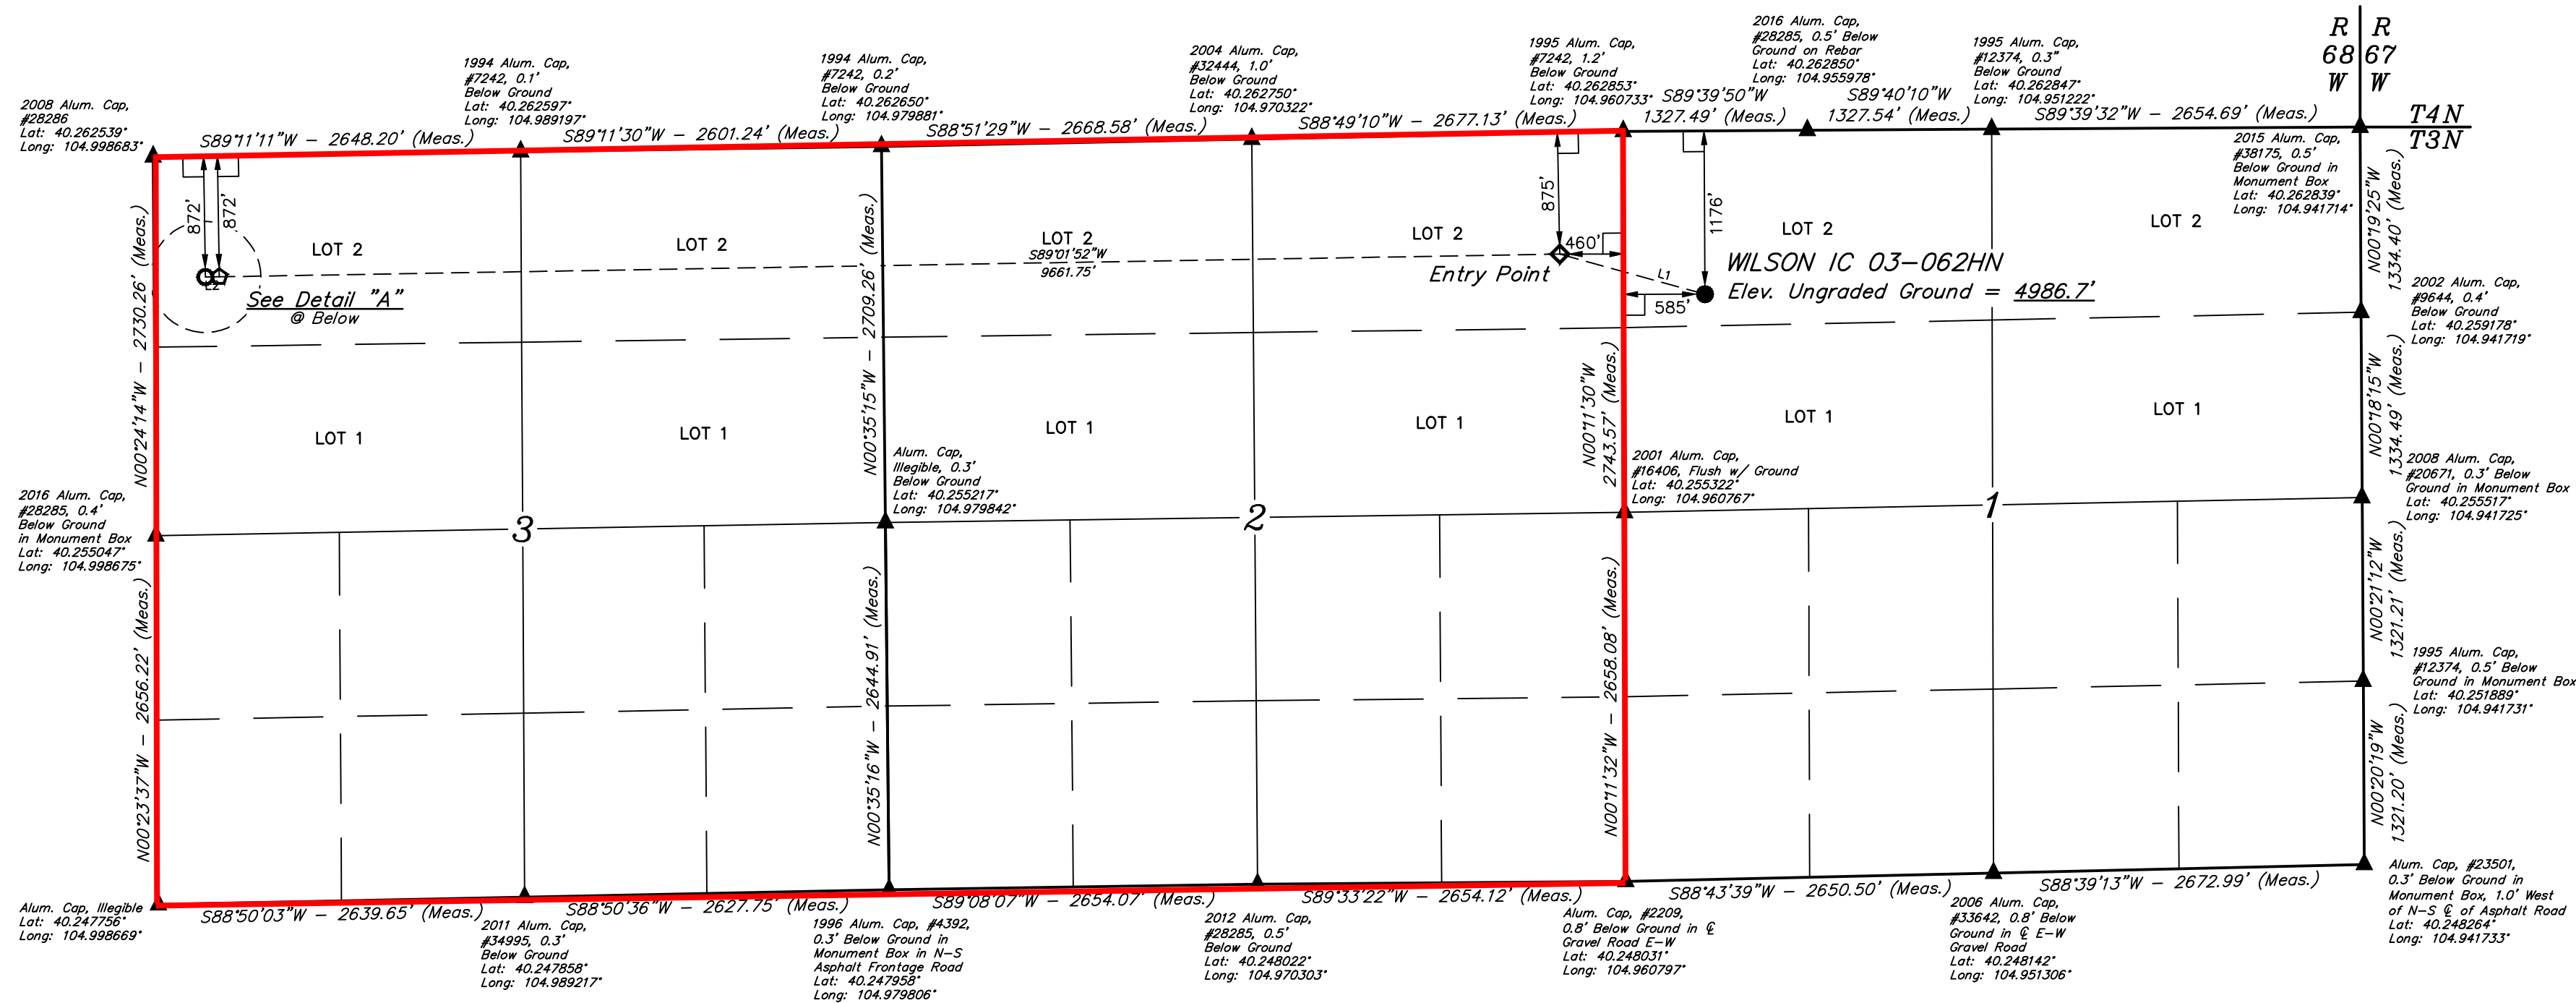 R R
68 67
W W
T4N
T3N
2008 Alum. Cap,
#28286
Lat: 40.262539°
Long: 104.998683°
1994 Alum. Cap,
#7242, 0.1'
Below Ground
Lat: 40.262597°
Long: 104.989197°
1994 Alum. Cap,
#7242, 0.2'
Below Ground
Lat: 40.262650°
Long: 104.979881°
2004 Alum. Cap,
#32444, 1.0'
Below Ground
Lat: 40.262750°
Long: 104.970322°
1995 Alum. Cap,
#7242, 1.2'
Below Ground
Lat: 40.262853°
Long: 104.960733°
2016 Alum. Cap,
#28285, 0.5' Below
Ground on Rebar
Lat: 40.262850°
Long: 104.955978°
1995 Alum. Cap,
#12374, 0.3"
Below Ground
Lat: 40.262847°
Long: 104.951222°
S89°11'11"W - 2648.20' (Meas.)
S89°11'30"W - 2601.24' (Meas.)
S88°51'29"W - 2668.58' (Meas.)
S88°49'10"W - 2677.13' (Meas.)
S89°39'50"W
1327.49' (Meas.)
S89°40'10"W
1327.54' (Meas.)
S89°39'32"W - 2654.69' (Meas.)
2015 Alum. Cap,
#38175, 0.5'
Below Ground in
Monument Box
Lat: 40.262839°
Long: 104.941714°
872'
872'
875'
1176'
460'
585'
LOT 2
LOT 2
LOT 2
LOT 2
LOT 2
LOT 2
S89°01'52"W
9661.75'
L2
L1
See Detail "A"
@ Below
Entry Point
WILSON IC 03-062HN
Elev. Ungraded Ground = 4986.7'
N00°24'14"W - 2730.26' (Meas.)
N00°35'15"W - 2709.26' (Meas.)
N00°11'30"W
2743.57' (Meas.)
N00°19'25"W
1334.40' (Meas.)
2002 Alum. Cap,
#9644, 0.4'
Below Ground
Lat: 40.259178°
Long: 104.941719°
N00°18'15"W
1334.49' (Meas.)
LOT 1
LOT 1
LOT 1
LOT 1
LOT 1
LOT 1
2016 Alum. Cap,
#28285, 0.4'
Below Ground
in Monument Box
Lat: 40.255047°
Long: 104.998675°
Alum. Cap,
Illegible, 0.3'
Below Ground
Lat: 40.255217°
Long: 104.979842°
2001 Alum. Cap,
#16406, Flush w/ Ground
Lat: 40.255322°
Long: 104.960767°
2008 Alum. Cap,
#20671, 0.3' Below
Ground in Monument Box
Lat: 40.255517°
Long: 104.941725°
3
2
1
N00°23'37"W - 2656.22' (Meas.)
N00°35'16"W - 2644.91' (Meas.)
N00°11'32"W - 2658.08' (Meas.)
N00°21'12"W
1321.21' (Meas.)
1995 Alum. Cap,
#12374, 0.5' Below
Ground in Monument Box
Lat: 40.251889°
Long: 104.941731°
N00°20'19"W
1321.20' (Meas.)
Alum. Cap, Illegible
Lat: 40.247756°
Long: 104.998669°
S88°50'03"W - 2639.65' (Meas.)
S88°50'36"W - 2627.75' (Meas.)
S89°08'07"W - 2654.07' (Meas.)
S89°33'22"W - 2654.12' (Meas.)
S88°43'39"W - 2650.50' (Meas.)
S88°39'13"W - 2672.99' (Meas.)
2011 Alum. Cap,
#34995, 0.3'
Below Ground
Lat: 40.247858°
Long: 104.989217°
1996 Alum. Cap, #4392,
0.3' Below Ground in
Monument Box in N-S
Asphalt Frontage Road
Lat: 40.247958°
Long: 104.979806°
2012 Alum. Cap,
#28285, 0.5'
Below Ground
Lat: 40.248022°
Long: 104.970303°
Alum. Cap, #2209,
0.8' Below Ground in ℄
Gravel Road E-W
Lat: 40.248031°
Long: 104.960797°
2006 Alum. Cap,
#33642, 0.8' Below
Ground in ℄ E-W
Gravel Road
Lat: 40.248142°
Long: 104.951306°
Alum. Cap, #23501,
0.3' Below Ground in
Monument Box, 1.0' West
of N-S ℄ of Asphalt Road
Lat: 40.248264°
Long: 104.941733°